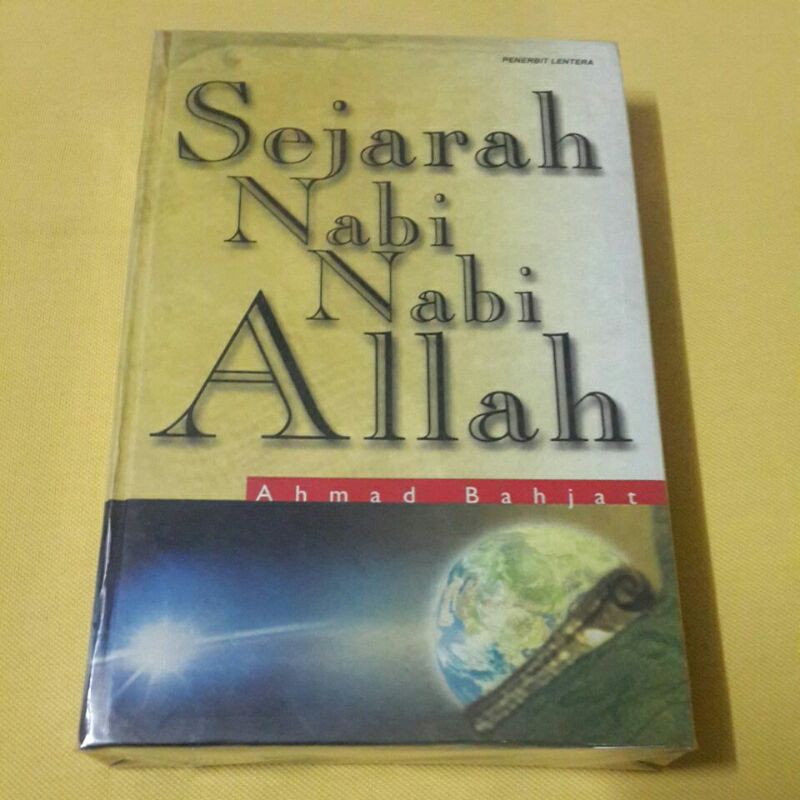 PENERBIT LENTERA
Sejarah
Nabi
Nabi
Allah
Ahmad Bahjat